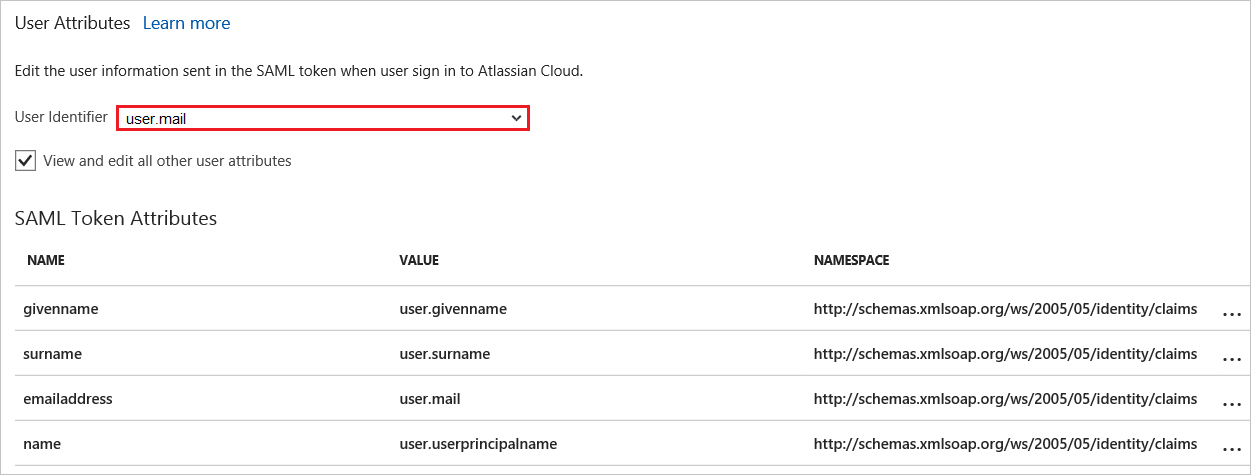 User Attributes Learn more
Edit the user information sent in the SAML token when user sign in to Atlassian Cloud.
User Identifier user.mail
View and edit all other user attributes
SAML Token Attributes
NAME VALUE NAMESPACE
givenname user.givenname http://schemas.xmlsoap.org/ws/2005/05/identity/claims ...
surname user.surname http://schemas.xmlsoap.org/ws/2005/05/identity/claims ...
emailaddress user.mail http://schemas.xmlsoap.org/ws/2005/05/identity/claims ...
name user.userprincipalname http://schemas.xmlsoap.org/ws/2005/05/identity/claims ...